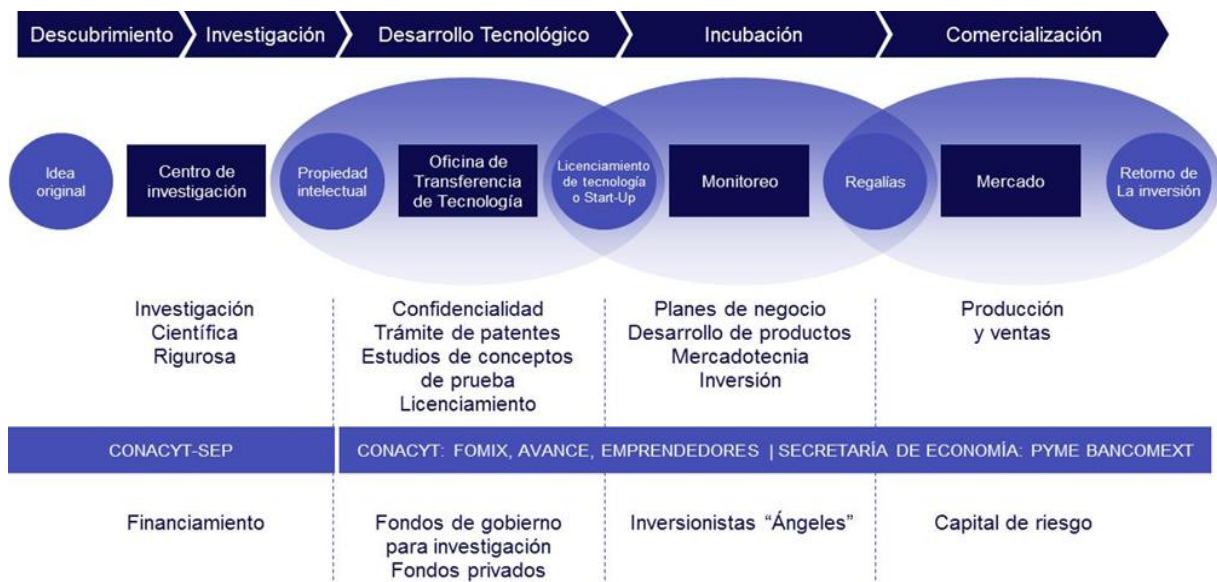 Descubrimiento
Investigación
Desarrollo Tecnológico
Incubación
Comercialización
Idea
original
Centro de
investigación
Propiedad
intelectual
Oficina de
Transferencia
de Tecnología
Licenciamiento
de tecnología
o Start-Up
Monitoreo
Regalías
Mercado
Retorno de
La inversión
Investigación
Científica
Rigurosa
Confidencialidad
Trámite de patentes
Estudios de conceptos
de prueba
Licenciamiento
Planes de negocio
Desarrollo de productos
Mercadotecnia
Inversión
Producción
y ventas
CONACYT-SEP
CONACYT: FOMIX, AVANCE, EMPRENDEDORES | SECRETARÍA DE ECONOMÍA: PYME BANCOMEXT
Financiamiento
Fondos de gobierno
para investigación
Fondos privados
Inversionistas “Ángeles”
Capital de riesgo